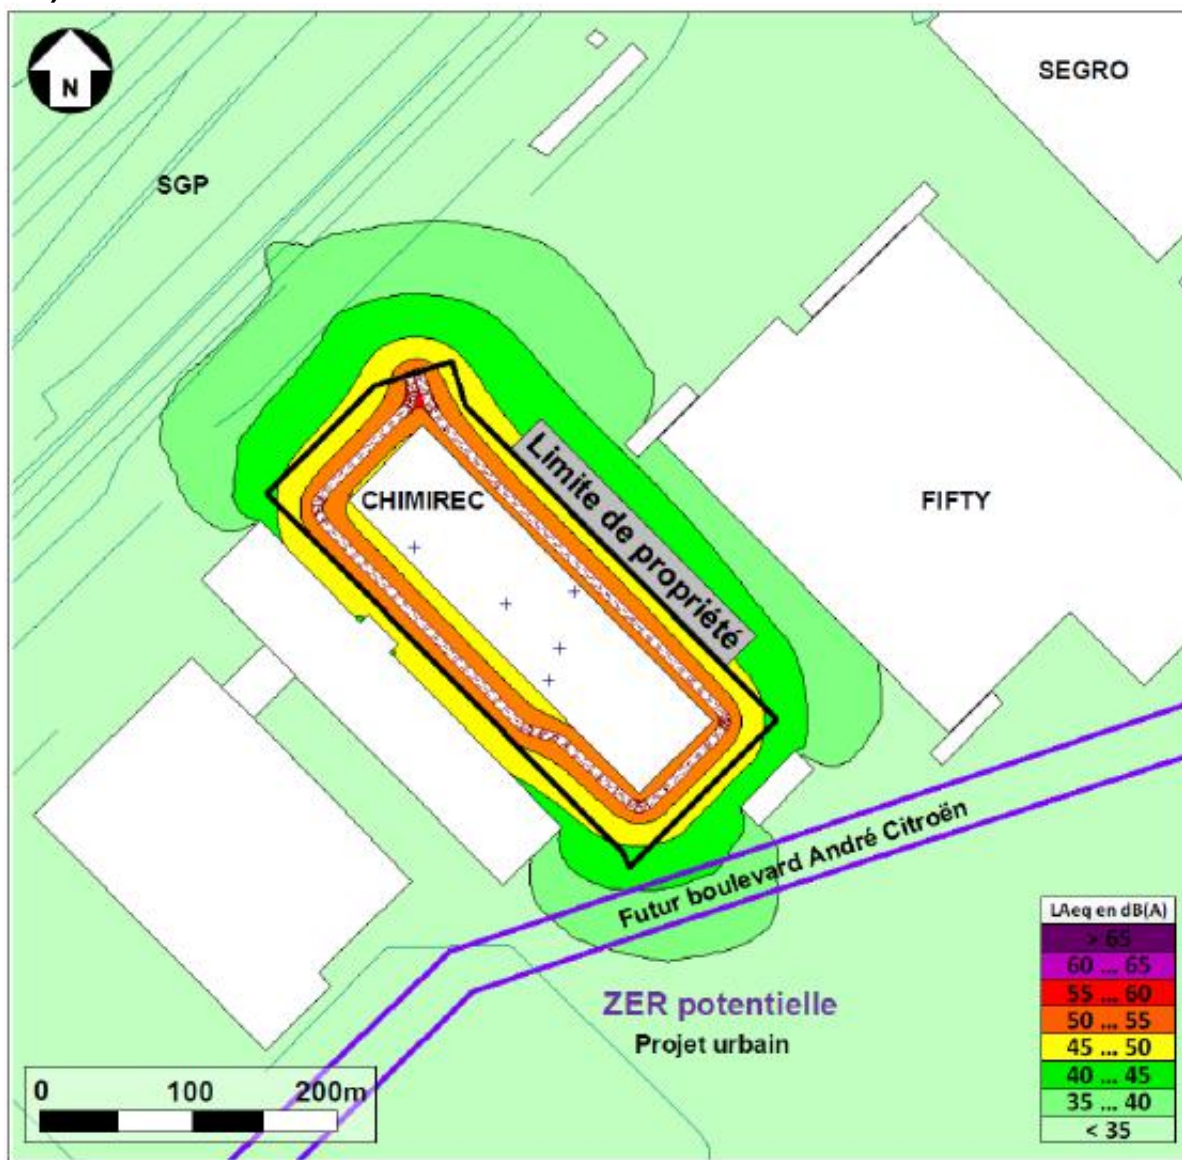 N
SEGRO
SGP
Limite de propriété
CHIMIREC
FIFTY
Futur boulevard André Citroën
ZER potentielle
Projet urbain
LAeq en dB(A)
> 65
60 ... 65
55 ... 60
50 ... 55
45 ... 50
40 ... 45
35 ... 40
< 35
0 100 200m